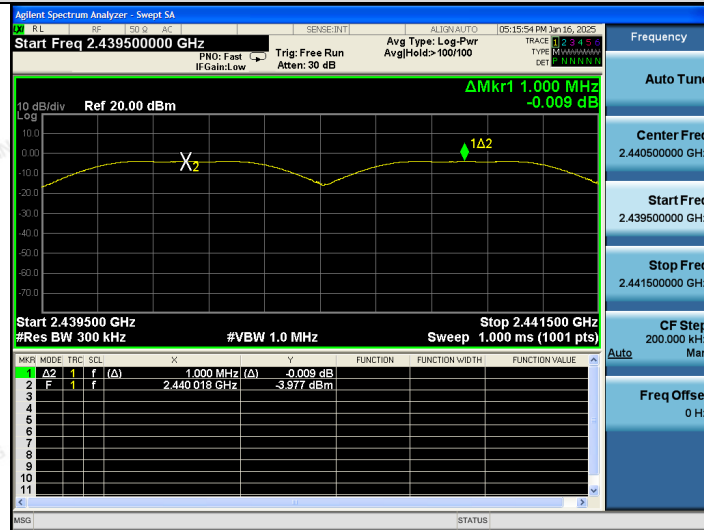 Agilent Spectrum Analyzer - Swept SA
LXI RL RF 50 Ω AC SENSE:INT ALIGNAUTO 05:15:54 PM Jan 16, 2025
Start Freq 2.439500000 GHz
PNO: Fast
IFGain:Low
Trig: Free Run
Atten: 30 dB
Avg Type: Log-Pwr
Avg|Hold:>100/100
TRACE 1 2 3 4 5 6
TYPE M WWWWW
DET P N N N N N
ΔMkr1 1.000 MHz
-0.009 dB
10 dB/div Ref 20.00 dBm
Log
10.0
0.00
-10.0
-20.0
-30.0
-40.0
-50.0
-60.0
-70.0
X2
1Δ2
Start 2.439500 GHz Stop 2.441500 GHz
#Res BW 300 kHz #VBW 1.0 MHz Sweep 1.000 ms (1001 pts)
MKR MODE TRC SCL X Y FUNCTION FUNCTION WIDTH FUNCTION VALUE
1 Δ2 1 f (Δ) 1.000 MHz (Δ) -0.009 dB
2 F 1 f 2.440 018 GHz -3.977 dBm
3
4
5
6
7
8
9
10
11
MSG STATUS
Frequency
Auto Tune
Center Freq
2.440500000 GHz
Start Freq
2.439500000 GHz
Stop Freq
2.441500000 GHz
CF Step
200.000 kHz
Auto Man
Freq Offset
0 Hz